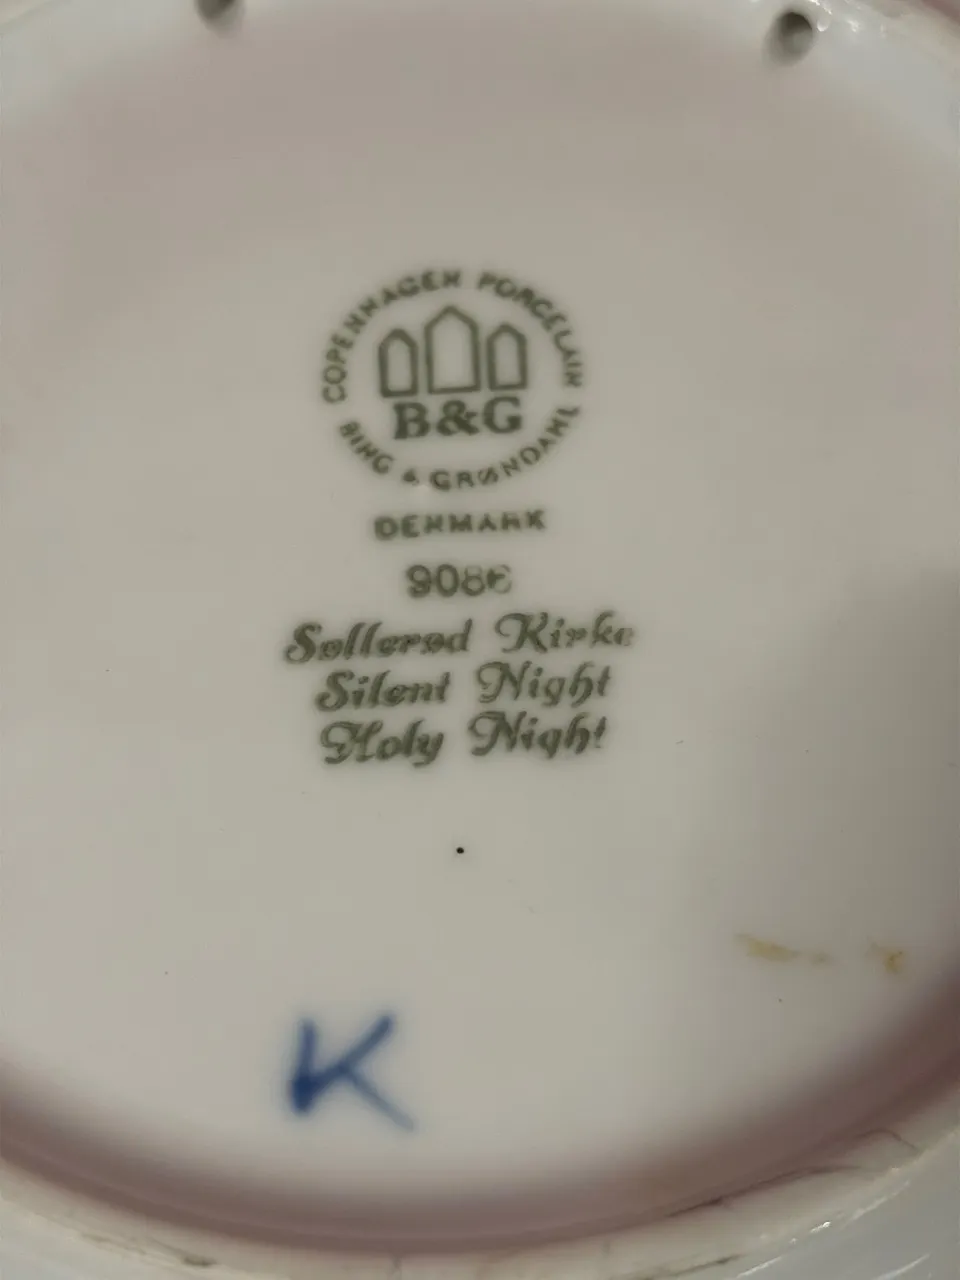 COPENHAGEN PORCELAIN
B&G
BING & GRØNDAHL
DENMARK
9086
Søllerød Kirke
Silent Night
Holy Night
K